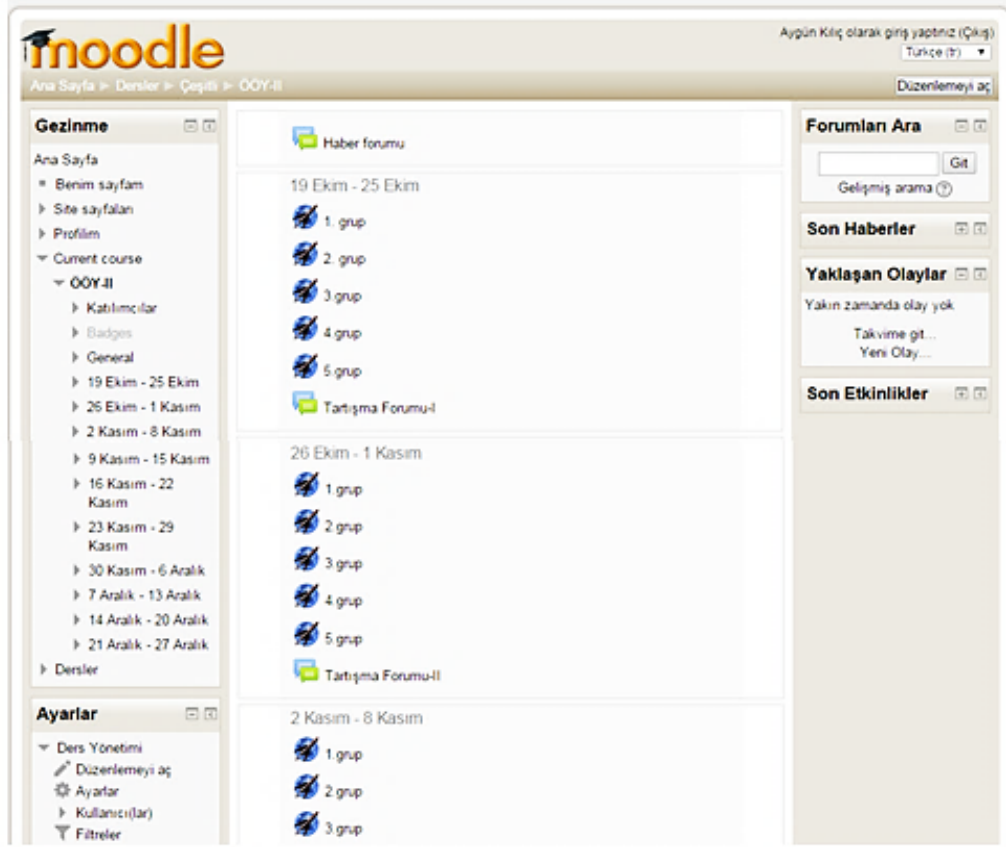 moodle
Aygün Kılıç olarak giriş yaptınız (Çıkış)
Türkçe (tr)
Ana Sayfa ► Dersler ► Çeşitli ► ÖÖY-II
Düzenlemeyi aç
Gezinme
Ana Sayfa
Benim sayfam
Site sayfaları
Profilim
Current course
ÖÖY-II
Katılımcılar
Badges
General
19 Ekim - 25 Ekim
26 Ekim - 1 Kasım
2 Kasım - 8 Kasım
9 Kasım - 15 Kasım
16 Kasım - 22
Kasım
23 Kasım - 29
Kasım
30 Kasım - 6 Aralık
7 Aralık - 13 Aralık
14 Aralık - 20 Aralık
21 Aralık - 27 Aralık
Dersler
Ayarlar
Ders Yönetimi
Düzenlemeyi aç
Ayarlar
Kullanıcı(lar)
Filtreler
Haber forumu
19 Ekim - 25 Ekim
1. grup
2. grup
3.grup
4.grup
5.grup
Tartışma Forumu-I
26 Ekim - 1 Kasım
1.grup
2.grup
3.grup
4.grup
5.grup
Tartışma Forumu-II
2 Kasım - 8 Kasım
1.grup
2.grup
3.grup
Forumları Ara
Git
Gelişmiş arama
Son Haberler
Yaklaşan Olaylar
Yakın zamanda olay yok
Takvime git...
Yeni Olay...
Son Etkinlikler